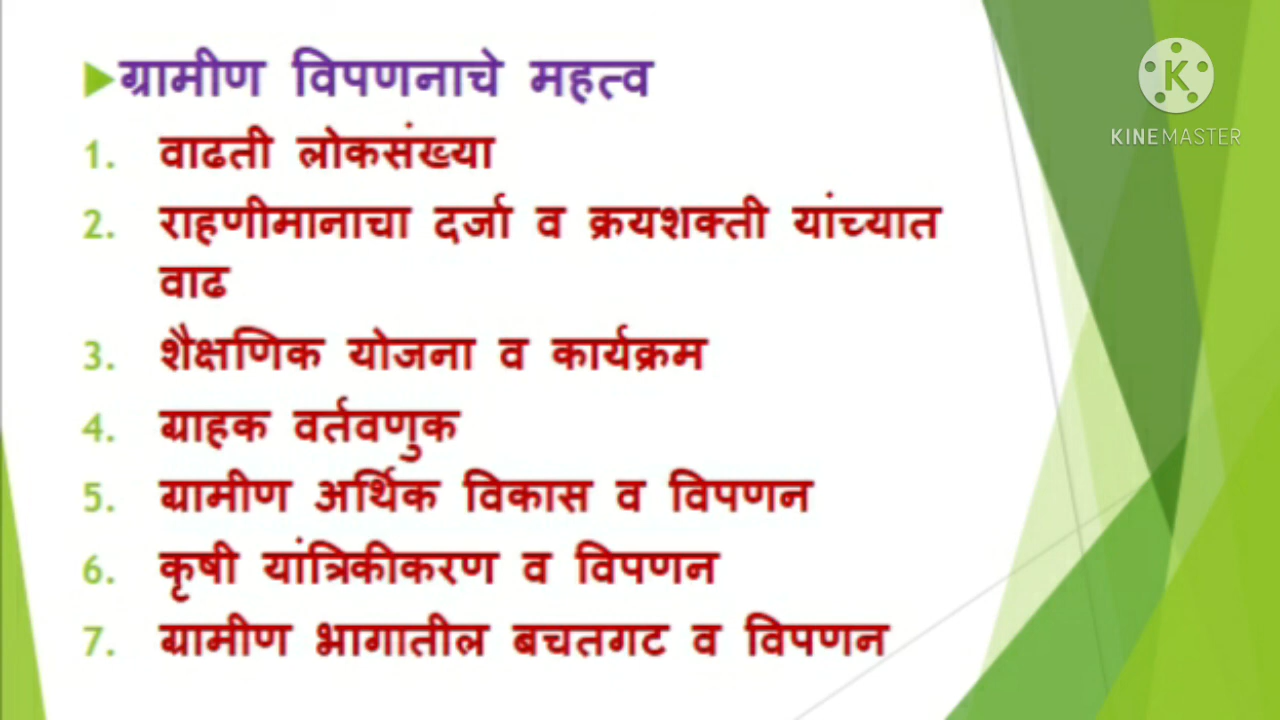 ग्रामीण विपणनाचे महत्व
1. वाढती लोकसंख्या
2. राहणीमानाचा दर्जा व क्रयशक्ती यांच्यात
वाढ
3. शैक्षणिक योजना व कार्यक्रम
4. ग्राहक वर्तवणुक
5. ग्रामीण अर्थिक विकास व विपणन
6. कृषी यांत्रिकीकरण व विपणन
7. ग्रामीण भागातील बचतगट व विपणन
K
KINEMASTER